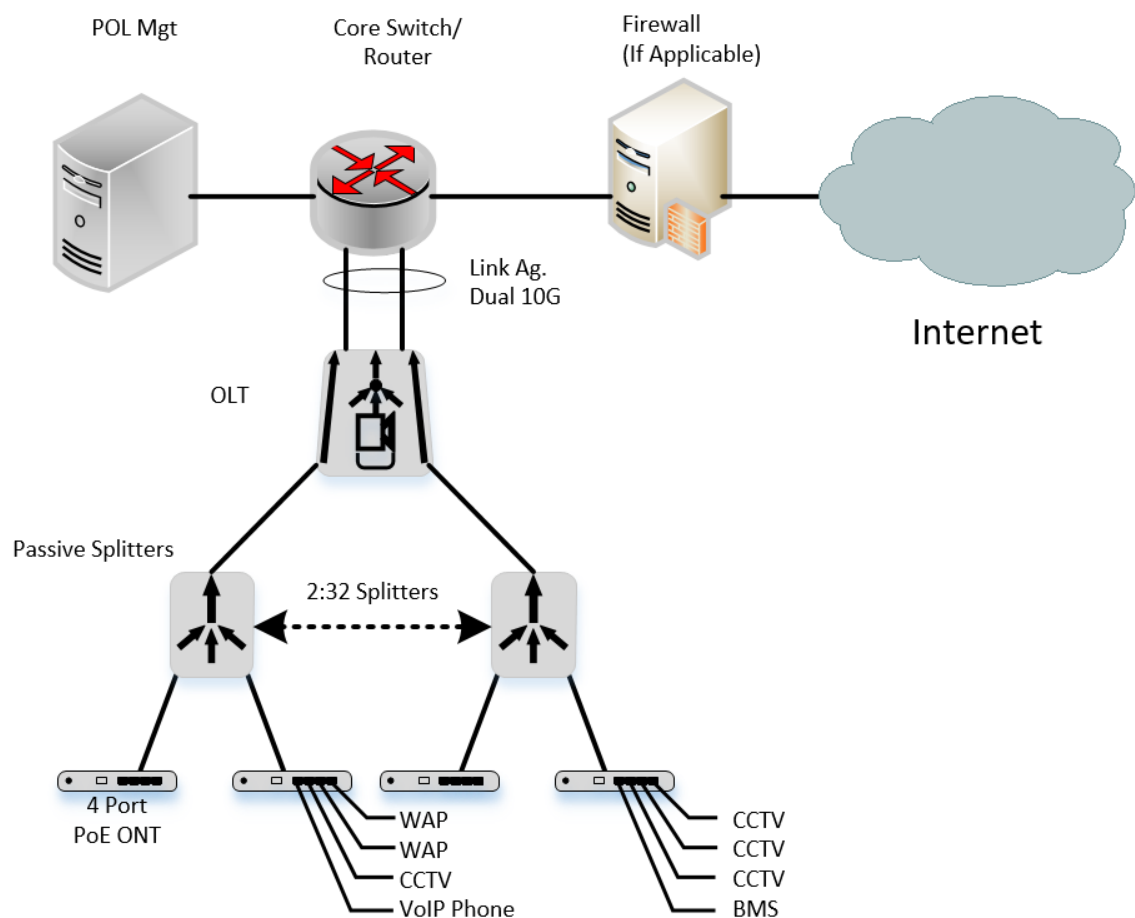 POL Mgt
Core Switch/
Router
Firewall
(If Applicable)
Link Ag.
Dual 10G
Internet
OLT
Passive Splitters
2:32 Splitters
4 Port
PoE ONT
WAP
WAP
CCTV
VoIP Phone
CCTV
CCTV
CCTV
BMS